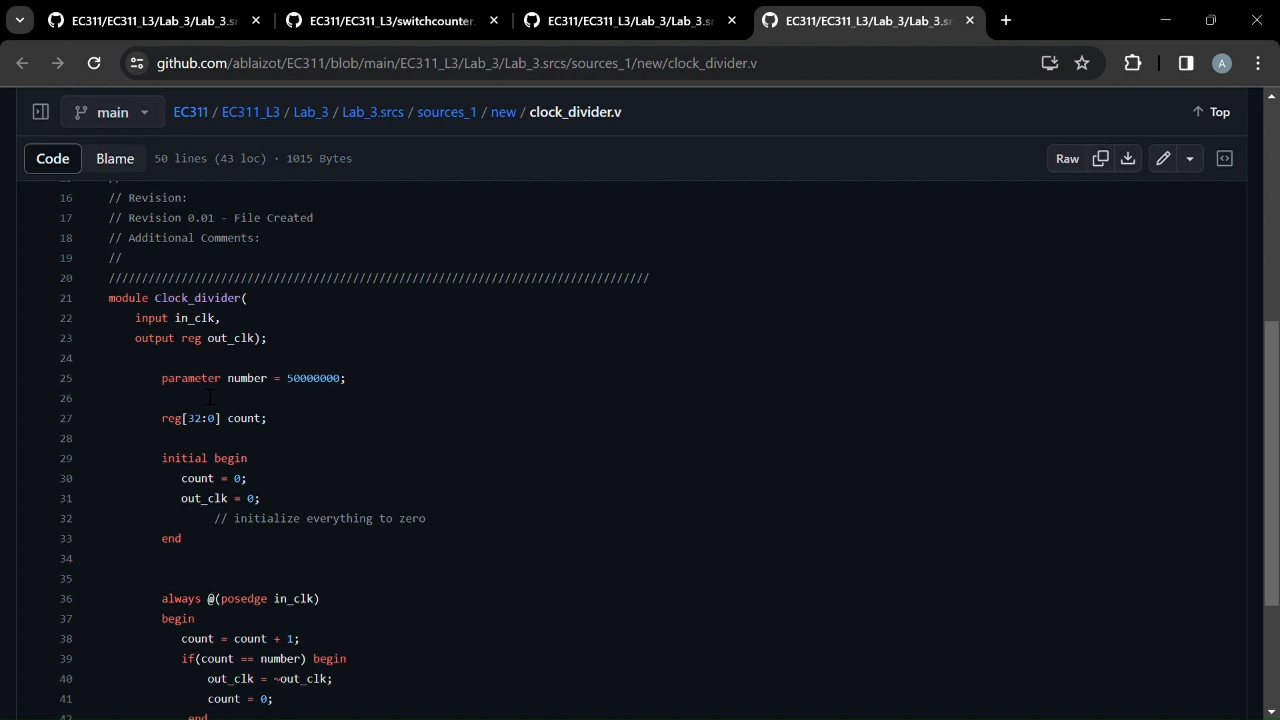 EC311/EC311_L3/Lab_3/Lab_3.sr
EC311/EC311_L3/switchcounter.
EC311/EC311_L3/Lab_3/Lab_3.sr
EC311/EC311_L3/Lab_3/Lab_3.sr
github.com/ablaizot/EC311/blob/main/EC311_L3/Lab_3/Lab_3.srcs/sources_1/new/clock_divider.v
A
main
EC311 / EC311_L3 / Lab_3 / Lab_3.srcs / sources_1 / new / clock_divider.v
↑ Top
Code Blame 50 lines (43 loc) · 1015 Bytes
Raw
16 // Revision:
17 // Revision 0.01 - File Created
18 // Additional Comments:
19 //
20 //////////////////////////////////////////////////////////////////////////////////
21 module Clock_divider(
22 input in_clk,
23 output reg out_clk);
24
25 parameter number = 50000000;
26
27 reg[32:0] count;
28
29 initial begin
30 count = 0;
31 out_clk = 0;
32 // initialize everything to zero
33 end
34
35
36 always @(posedge in_clk)
37 begin
38 count = count + 1;
39 if(count == number) begin
40 out_clk = ~out_clk;
41 count = 0;
42 end